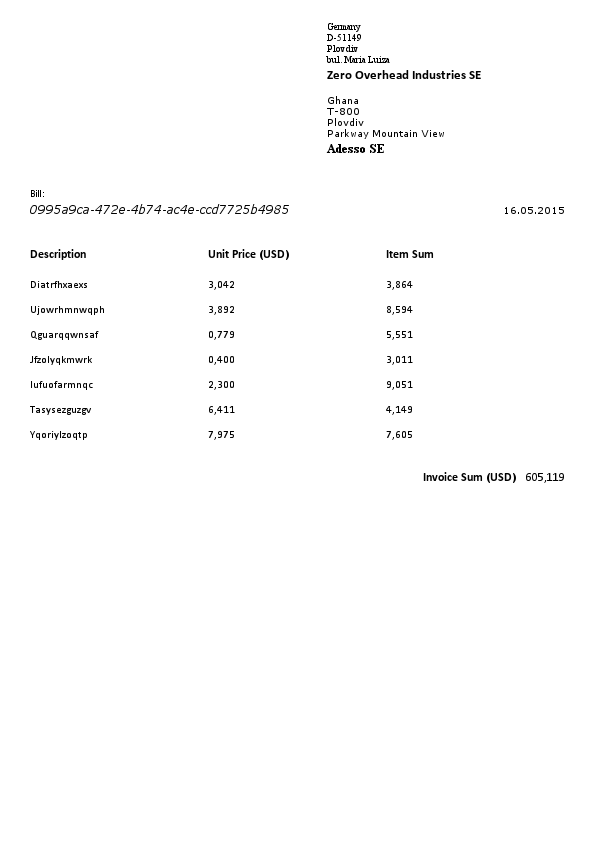 Germany
D-51149
Plovdiv
bul. Maria Luiza
Zero Overhead Industries SE
Ghana
T-800
Plovdiv
Parkway Mountain View
Adesso SE
Bill:
0995a9ca-472e-4b74-ac4e-ccd7725b4985 16.05.2015
Description Unit Price (USD) Item Sum
Diatrfhxaexs 3,042 3,864
Ujowrhmnwqph 3,892 8,594
Qguarqqwnsaf 0,779 5,551
Jfzolyqkmwrk 0,400 3,011
Iufuofarmnqc 2,300 9,051
Tasysezguzgv 6,411 4,149
Yqoriylzoqtp 7,975 7,605
Invoice Sum (USD) 605,119